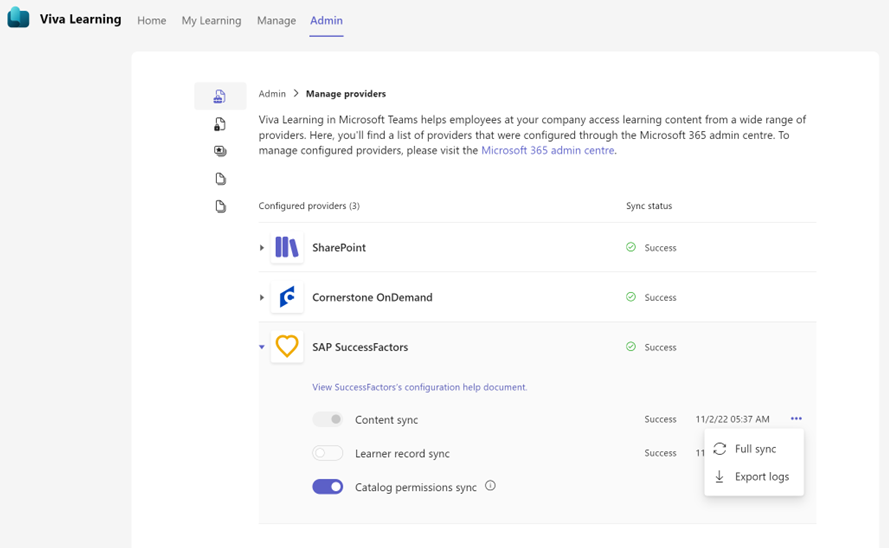 Viva Learning Home My Learning Manage Admin
Admin > Manage providers
Viva Learning in Microsoft Teams helps employees at your company access learning content from a wide range of
providers. Here, you'll find a list of providers that were configured through the Microsoft 365 admin centre. To
manage configured providers, please visit the Microsoft 365 admin centre.
Configured providers (3) Sync status
SharePoint Success
Cornerstone OnDemand Success
SAP SuccessFactors Success
View SuccessFactors's configuration help document.
Content sync Success 11/2/22 05:37 AM
Learner record sync Success 11
Full sync
Catalog permissions sync
Export logs